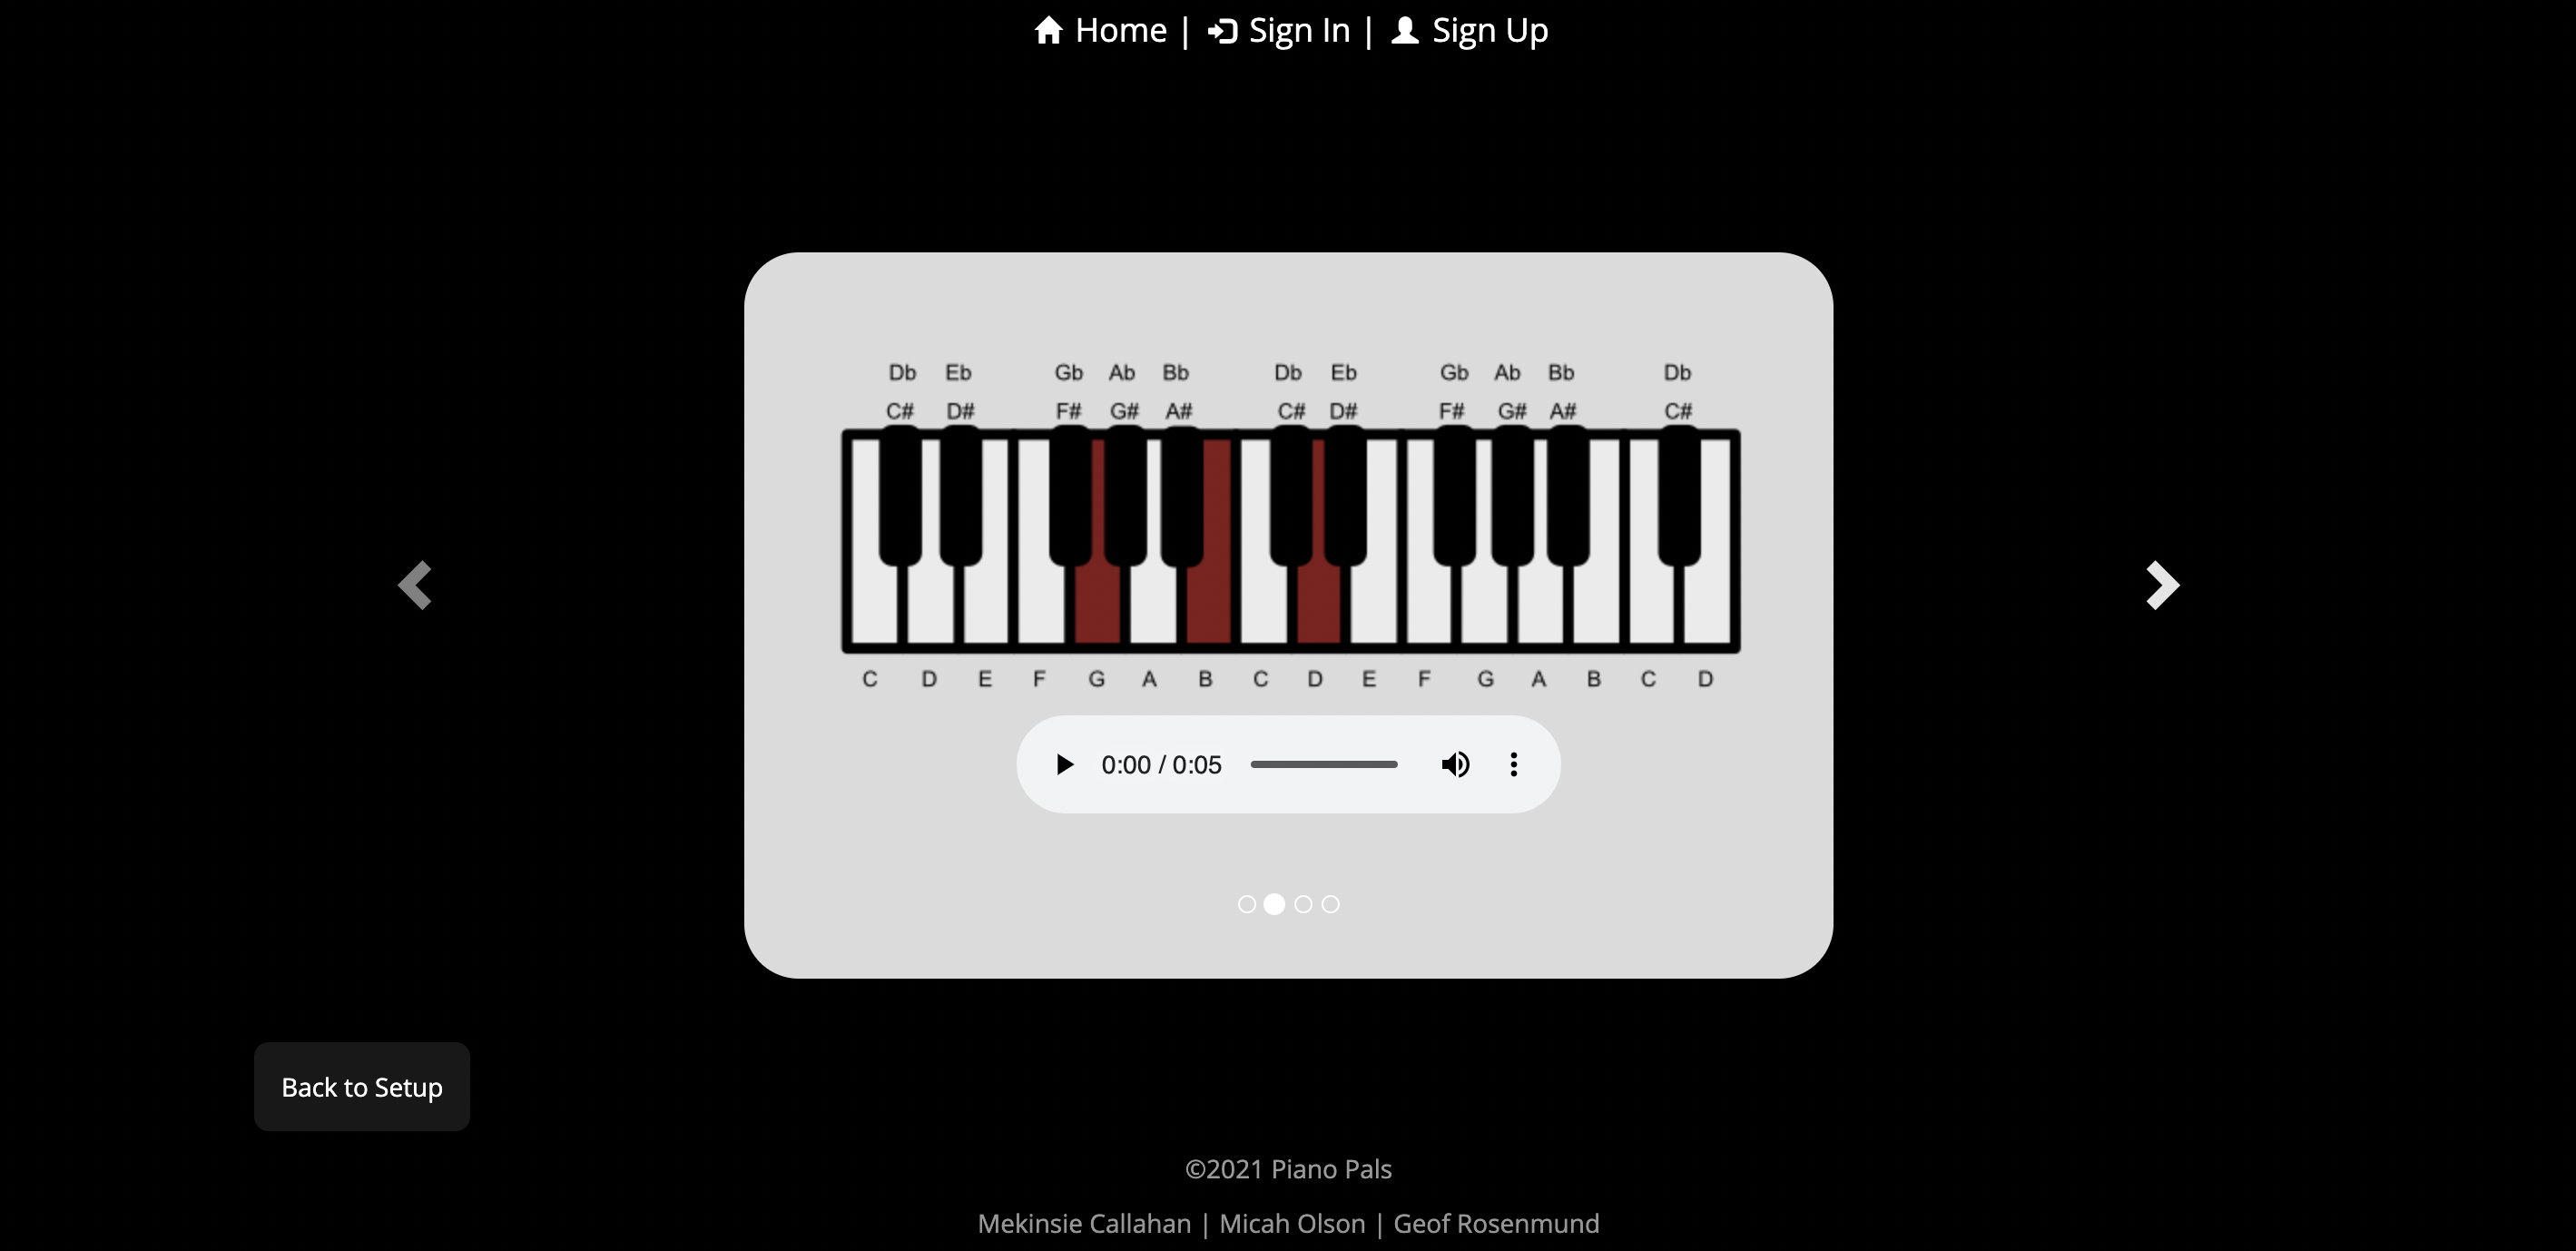 Home | Sign In | Sign Up
Db Eb Gb Ab Bb Db Eb Gb Ab Bb Db
C# D# F# G# A# C# D# F# G# A# C#
C D E F G A B C D E F G A B C D
0:00 / 0:05
Back to Setup
©2021 Piano Pals
Mekinsie Callahan | Micah Olson | Geof Rosenmund